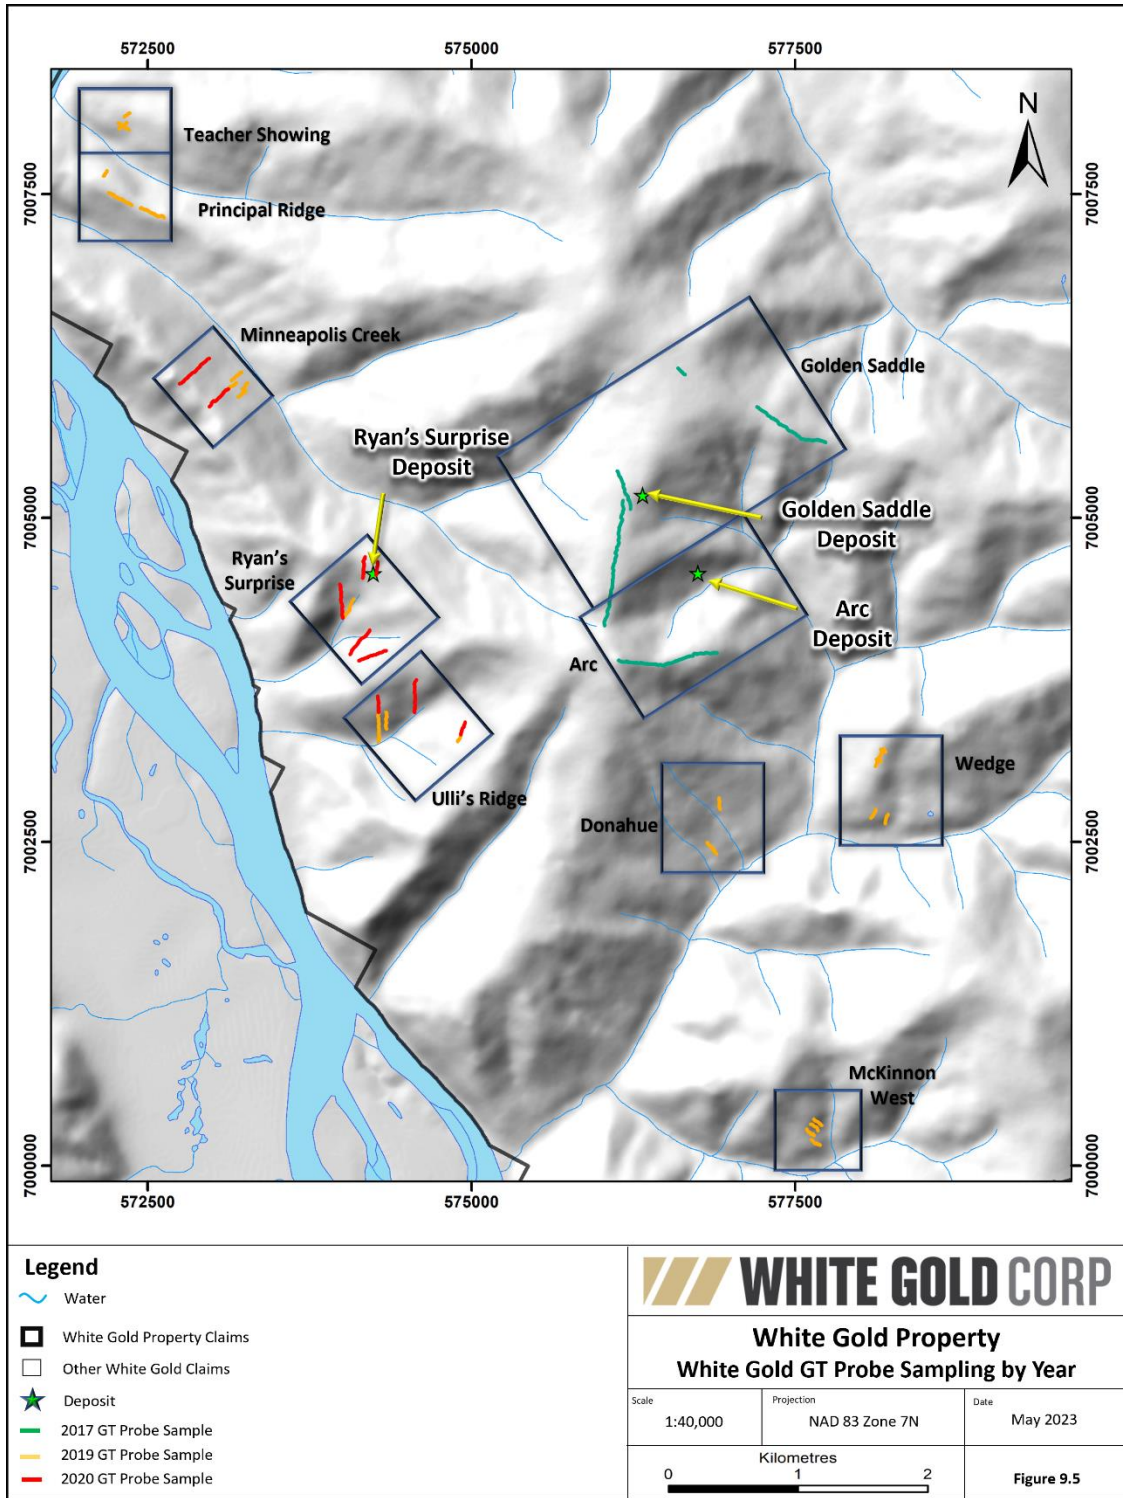 572500 575000 577500
N
Teacher Showing
7007500 7007500
Principal Ridge
Minneapolis Creek
Golden Saddle
Ryan's Surprise
Deposit
Golden Saddle
Deposit
7005000 7005000
Ryan's
Surprise
Arc
Deposit
Arc
Wedge
Ulli's Ridge
Donahue
7002500 7002500
McKinnon
West
7000000 7000000
572500 575000 577500
Legend
Water
White Gold Property Claims
Other White Gold Claims
Deposit
2017 GT Probe Sample
2019 GT Probe Sample
2020 GT Probe Sample
WHITE GOLD CORP
White Gold Property
White Gold GT Probe Sampling by Year
Scale
1:40,000
Projection
NAD 83 Zone 7N
Date
May 2023
Kilometres
0 1 2
Figure 9.5